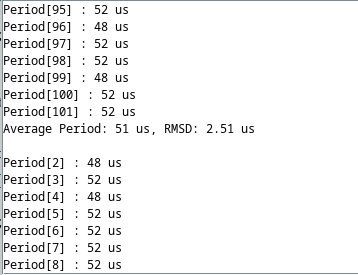 Period[95] : 52 us
Period[96] : 48 us
Period[97] : 52 us
Period[98] : 52 us
Period[99] : 48 us
Period[100] : 52 us
Period[101] : 52 us
Average Period: 51 us, RMSD: 2.51 us
Period[2] : 48 us
Period[3] : 52 us
Period[4] : 48 us
Period[5] : 52 us
Period[6] : 52 us
Period[7] : 52 us
Period[8] : 52 us